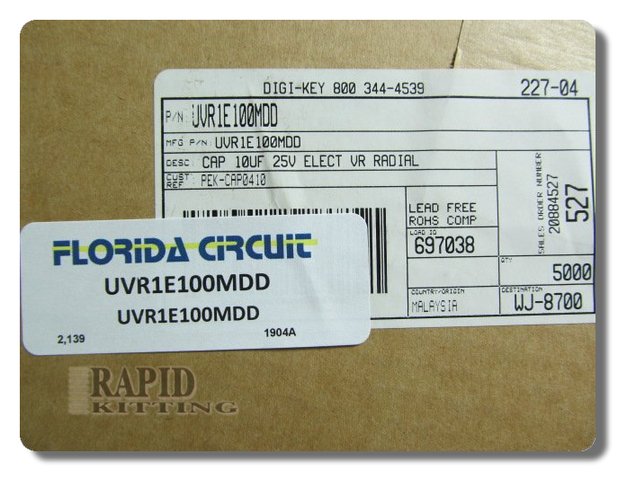 DIGI-KEY 800 344-4539
227-04
P/N: UVR1E100MDD
MFG P/N: UVR1E100MDD
DESC: CAP 10UF 25V ELECT VR RADIAL
CUST REF PEK-CAP0410
LEAD FREE
ROHS COMP
LOAD ID
697038
SALES ORDER NUMBER
20884527
527
QTY
5000
COUNTRY/ORIGIN
MALAYSIA
DESTINATION
WJ-8700
FLORIDA CIRCUIT
UVR1E100MDD
UVR1E100MDD
2,139
1904A
RAPID
KITTING